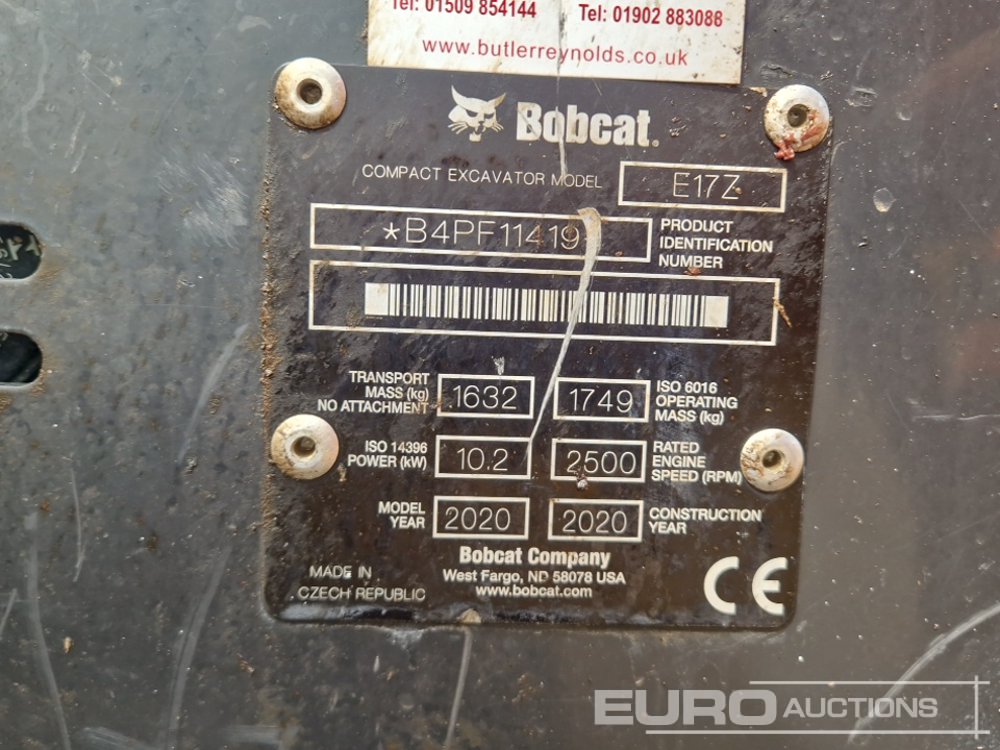 Tel: 01509 854144 Tel: 01902 883088
www.butlerreynolds.co.uk
Bobcat.
COMPACT EXCAVATOR MODEL E17Z
*B4PF11419 PRODUCT IDENTIFICATION NUMBER
TRANSPORT MASS (kg) NO ATTACHMENT 1632 1749 ISO 6016 OPERATING MASS (kg)
ISO 14396 POWER (kW) 10.2 2500 RATED ENGINE SPEED (RPM)
MODEL YEAR 2020 2020 CONSTRUCTION YEAR
Bobcat Company
West Fargo, ND 58078 USA
www.bobcat.com
MADE IN
CZECH REPUBLIC
CE
EURO AUCTIONS